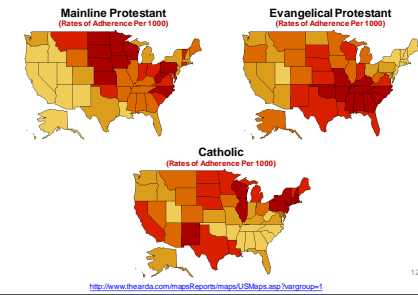 Mainline Protestant
(Rates of Adherence Per 1000)
Evangelical Protestant
(Rates of Adherence Per 1000)
Catholic
(Rates of Adherence Per 1000)
12
http://www.thearda.com/mapsReports/maps/USMaps.asp?vargroup=1